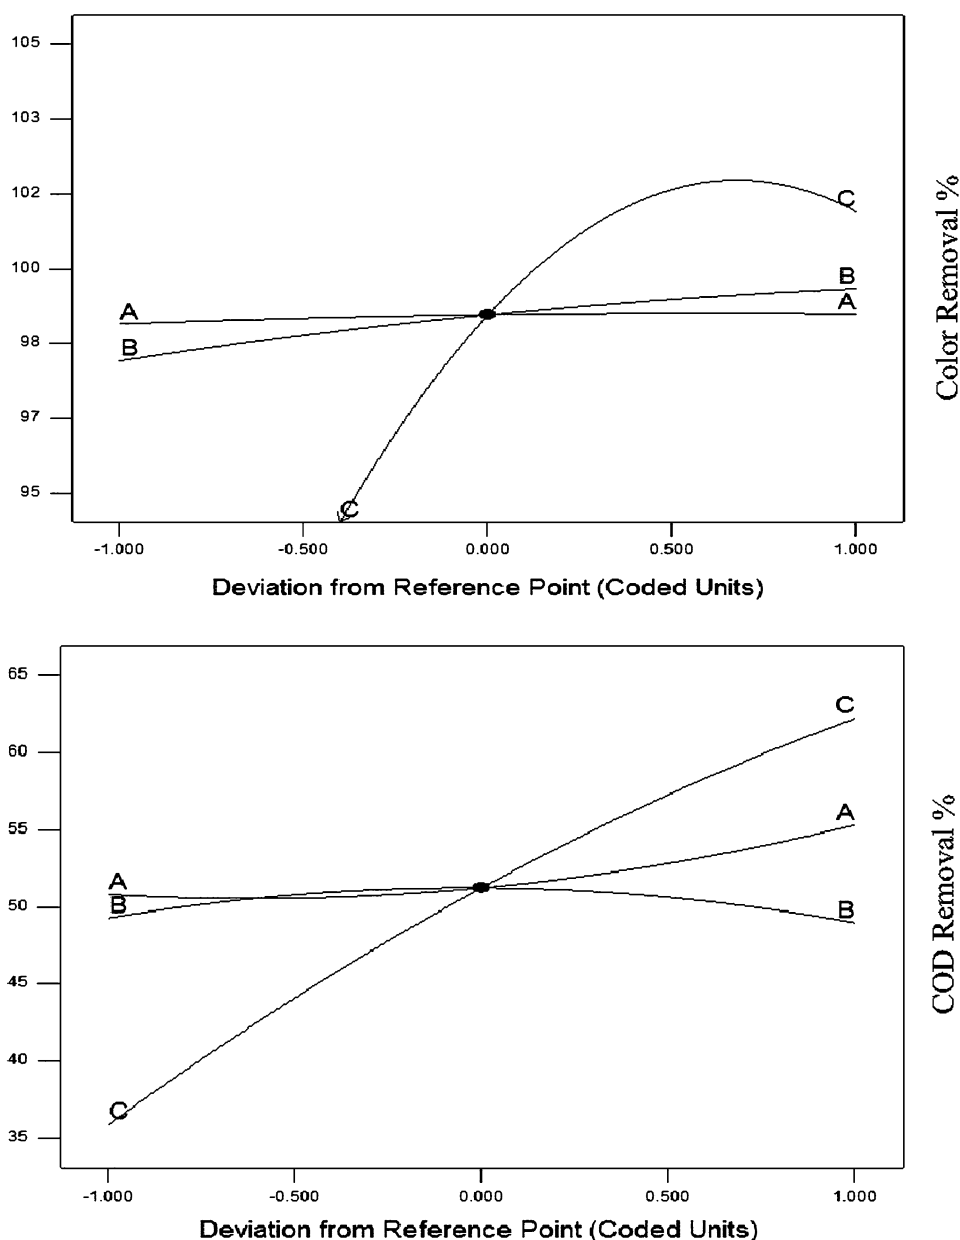 105
103
102
100
98
97
95
C
B
A
A
B
C
-1.000 -0.500 0.000 0.500 1.000
Deviation from Reference Point (Coded Units)
Color Removal %
65
60
55
50
45
40
35
C
A
A
B
B
C
-1.000 -0.500 0.000 0.500 1.000
Deviation from Reference Point (Coded Units)
COD Removal %